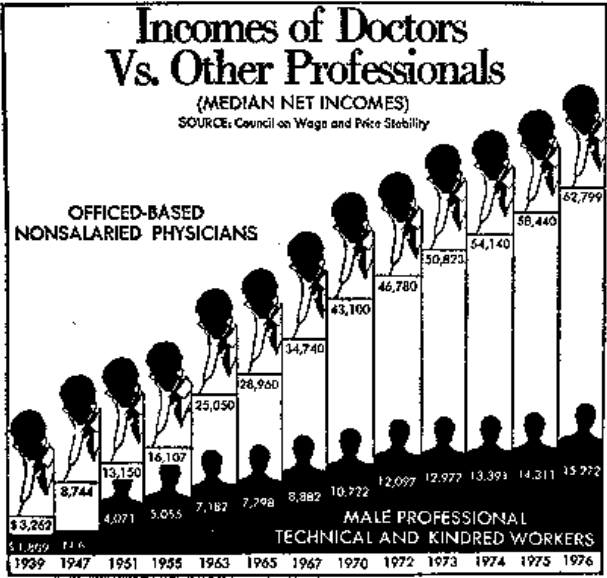 Incomes of Doctors
Vs. Other Professionals
(MEDIAN NET INCOMES)
SOURCE: Council on Wage and Price Stability
OFFICED-BASED
NONSALARIED PHYSICIANS
$3,262
8,744
13,150
16,107
25,050
28,960
34,740
43,100
46,780
50,823
54,140
58,440
62,799
$1,809
N.A.
4,071
5,055
7,182
7,798
8,882
10,722
12,097
12,977
13,391
14,311
15,272
MALE PROFESSIONAL
TECHNICAL AND KINDRED WORKERS
1939 1947 1951 1955 1963 1965 1967 1970 1972 1973 1974 1975 1976